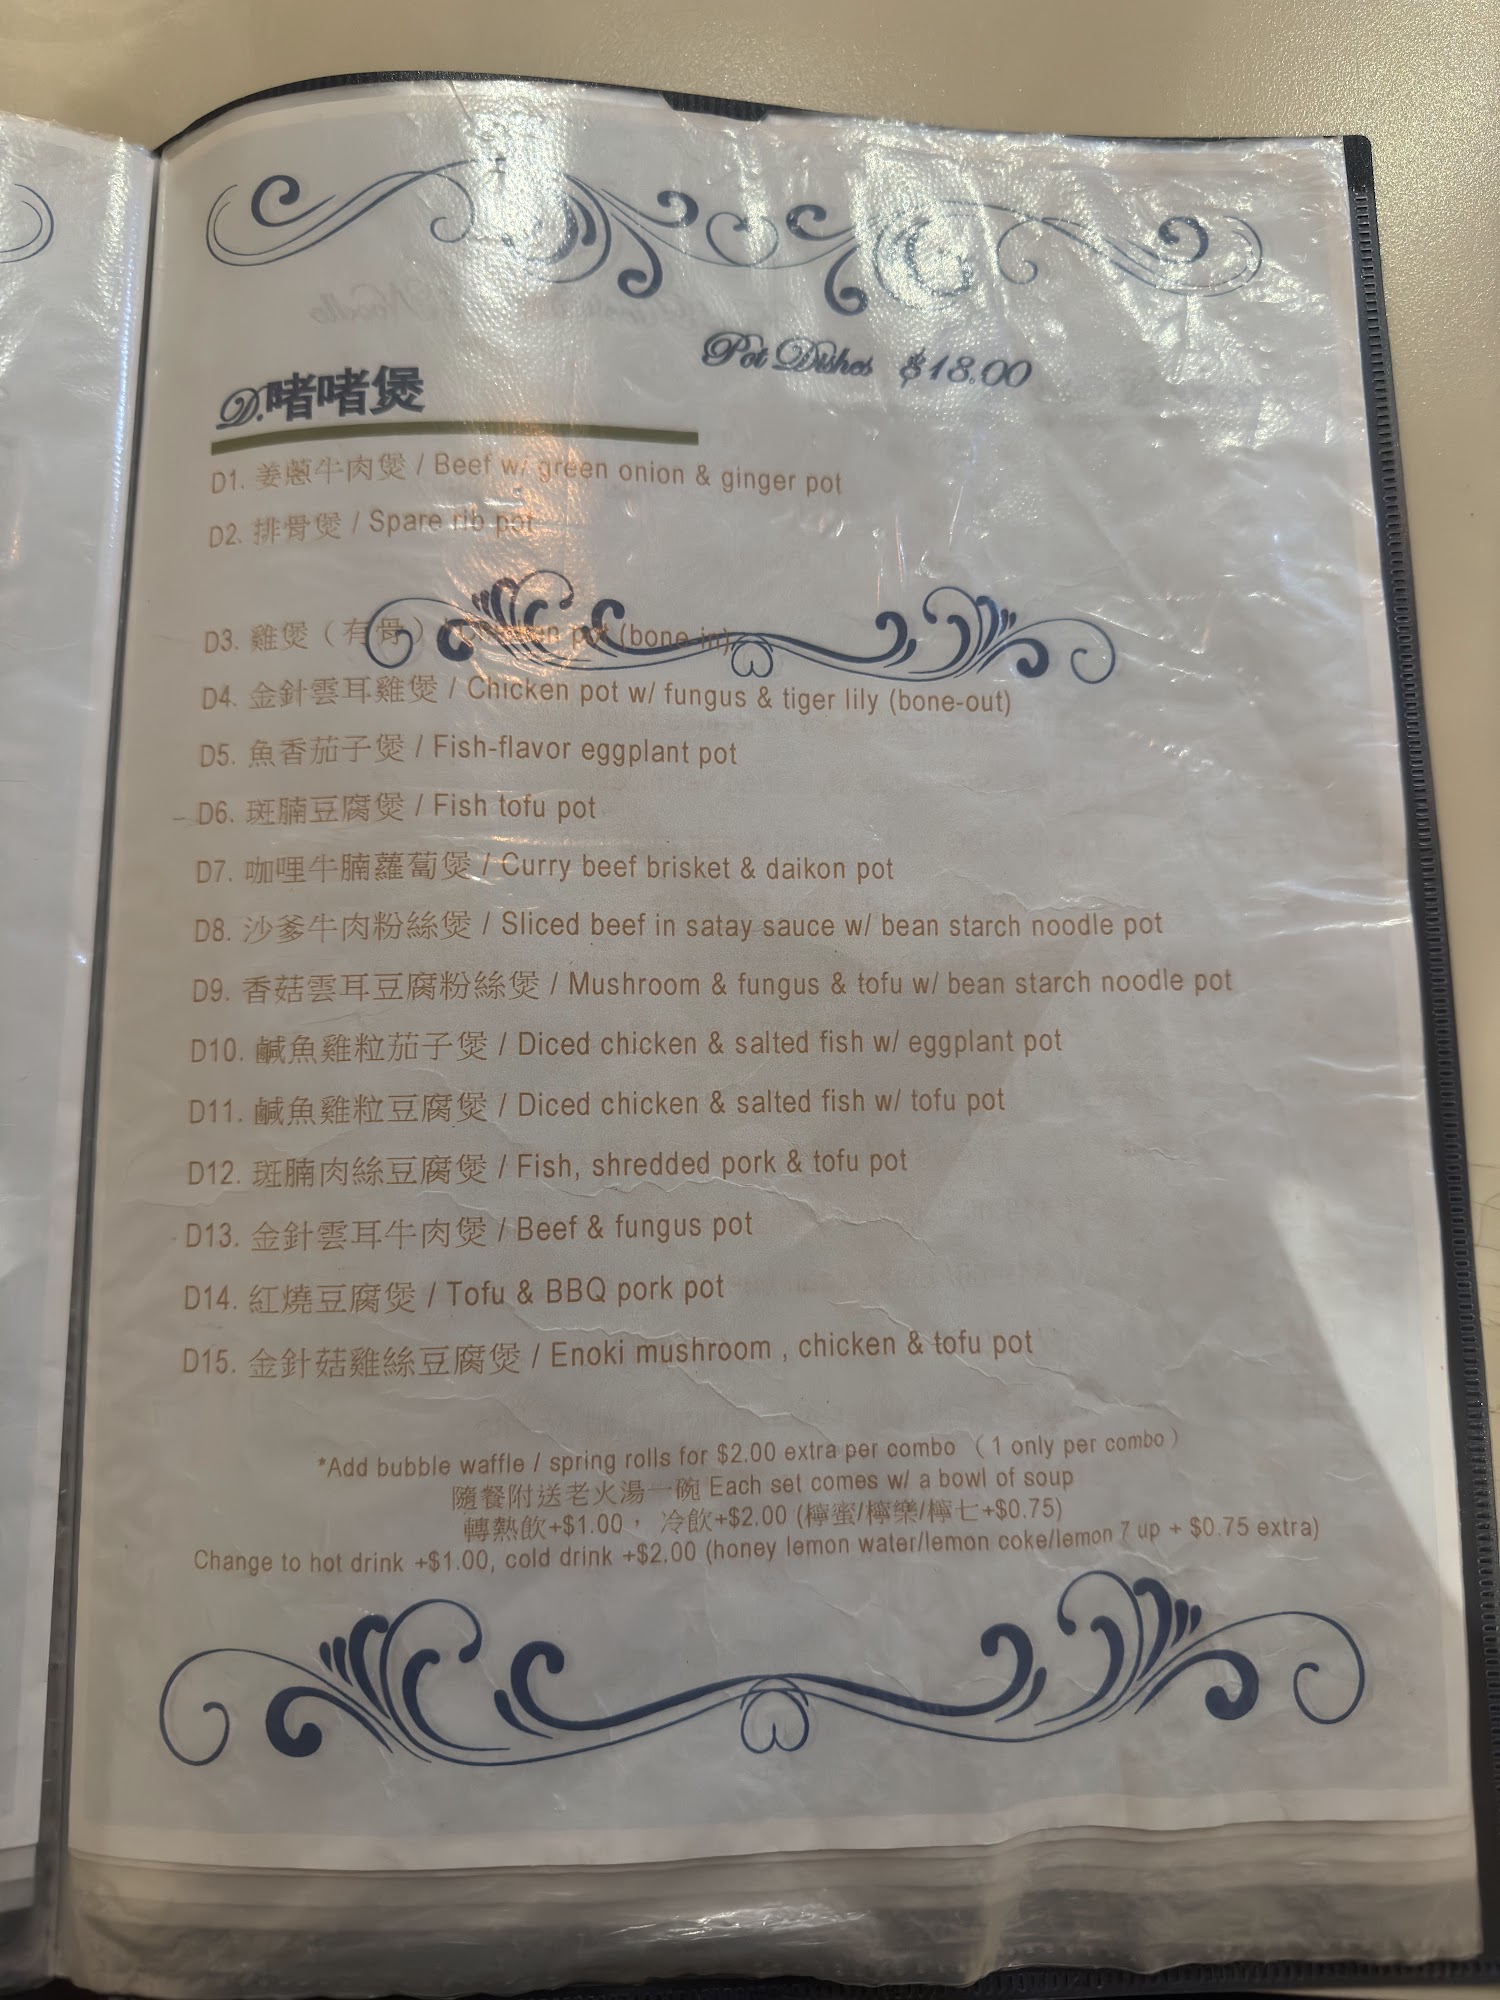 Pot Dishes $18.00
D.啫啫煲
D1. 姜蔥牛肉煲 / Beef w/ green onion & ginger pot
D2. 排骨煲 / Spare rib pot
D3. 雞煲（有骨）/ Chicken pot (bone-in)
D4. 金針雲耳雞煲 / Chicken pot w/ fungus & tiger lily (bone-out)
D5. 魚香茄子煲 / Fish-flavor eggplant pot
D6. 斑腩豆腐煲 / Fish tofu pot
D7. 咖哩牛腩蘿蔔煲 / Curry beef brisket & daikon pot
D8. 沙爹牛肉粉絲煲 / Sliced beef in satay sauce w/ bean starch noodle pot
D9. 香菇雲耳豆腐粉絲煲 / Mushroom & fungus & tofu w/ bean starch noodle pot
D10. 鹹魚雞粒茄子煲 / Diced chicken & salted fish w/ eggplant pot
D11. 鹹魚雞粒豆腐煲 / Diced chicken & salted fish w/ tofu pot
D12. 斑腩肉絲豆腐煲 / Fish, shredded pork & tofu pot
D13. 金針雲耳牛肉煲 / Beef & fungus pot
D14. 紅燒豆腐煲 / Tofu & BBQ pork pot
D15. 金針菇雞絲豆腐煲 / Enoki mushroom , chicken & tofu pot
*Add bubble waffle / spring rolls for $2.00 extra per combo （1 only per combo）
隨餐附送老火湯一碗 Each set comes w/ a bowl of soup
轉熱飲+$1.00， 冷飲+$2.00 (檸蜜/檸樂/檸七+$0.75)
Change to hot drink +$1.00, cold drink +$2.00 (honey lemon water/lemon coke/lemon 7 up + $0.75 extra)